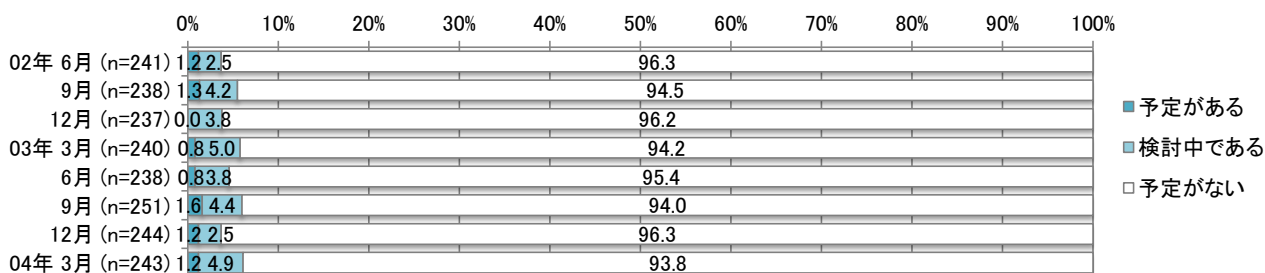 0% 10% 20% 30% 40% 50% 60% 70% 80% 90% 100%
02年 6月 (n=241) 1.2 2.5 96.3
9月 (n=238) 1.3 4.2 94.5
12月 (n=237) 0.0 3.8 96.2
03年 3月 (n=240) 0.8 5.0 94.2
6月 (n=238) 0.8 3.8 95.4
9月 (n=251) 1.6 4.4 94.0
12月 (n=244) 1.2 2.5 96.3
04年 3月 (n=243) 1.2 4.9 93.8
予定がある
検討中である
予定がない